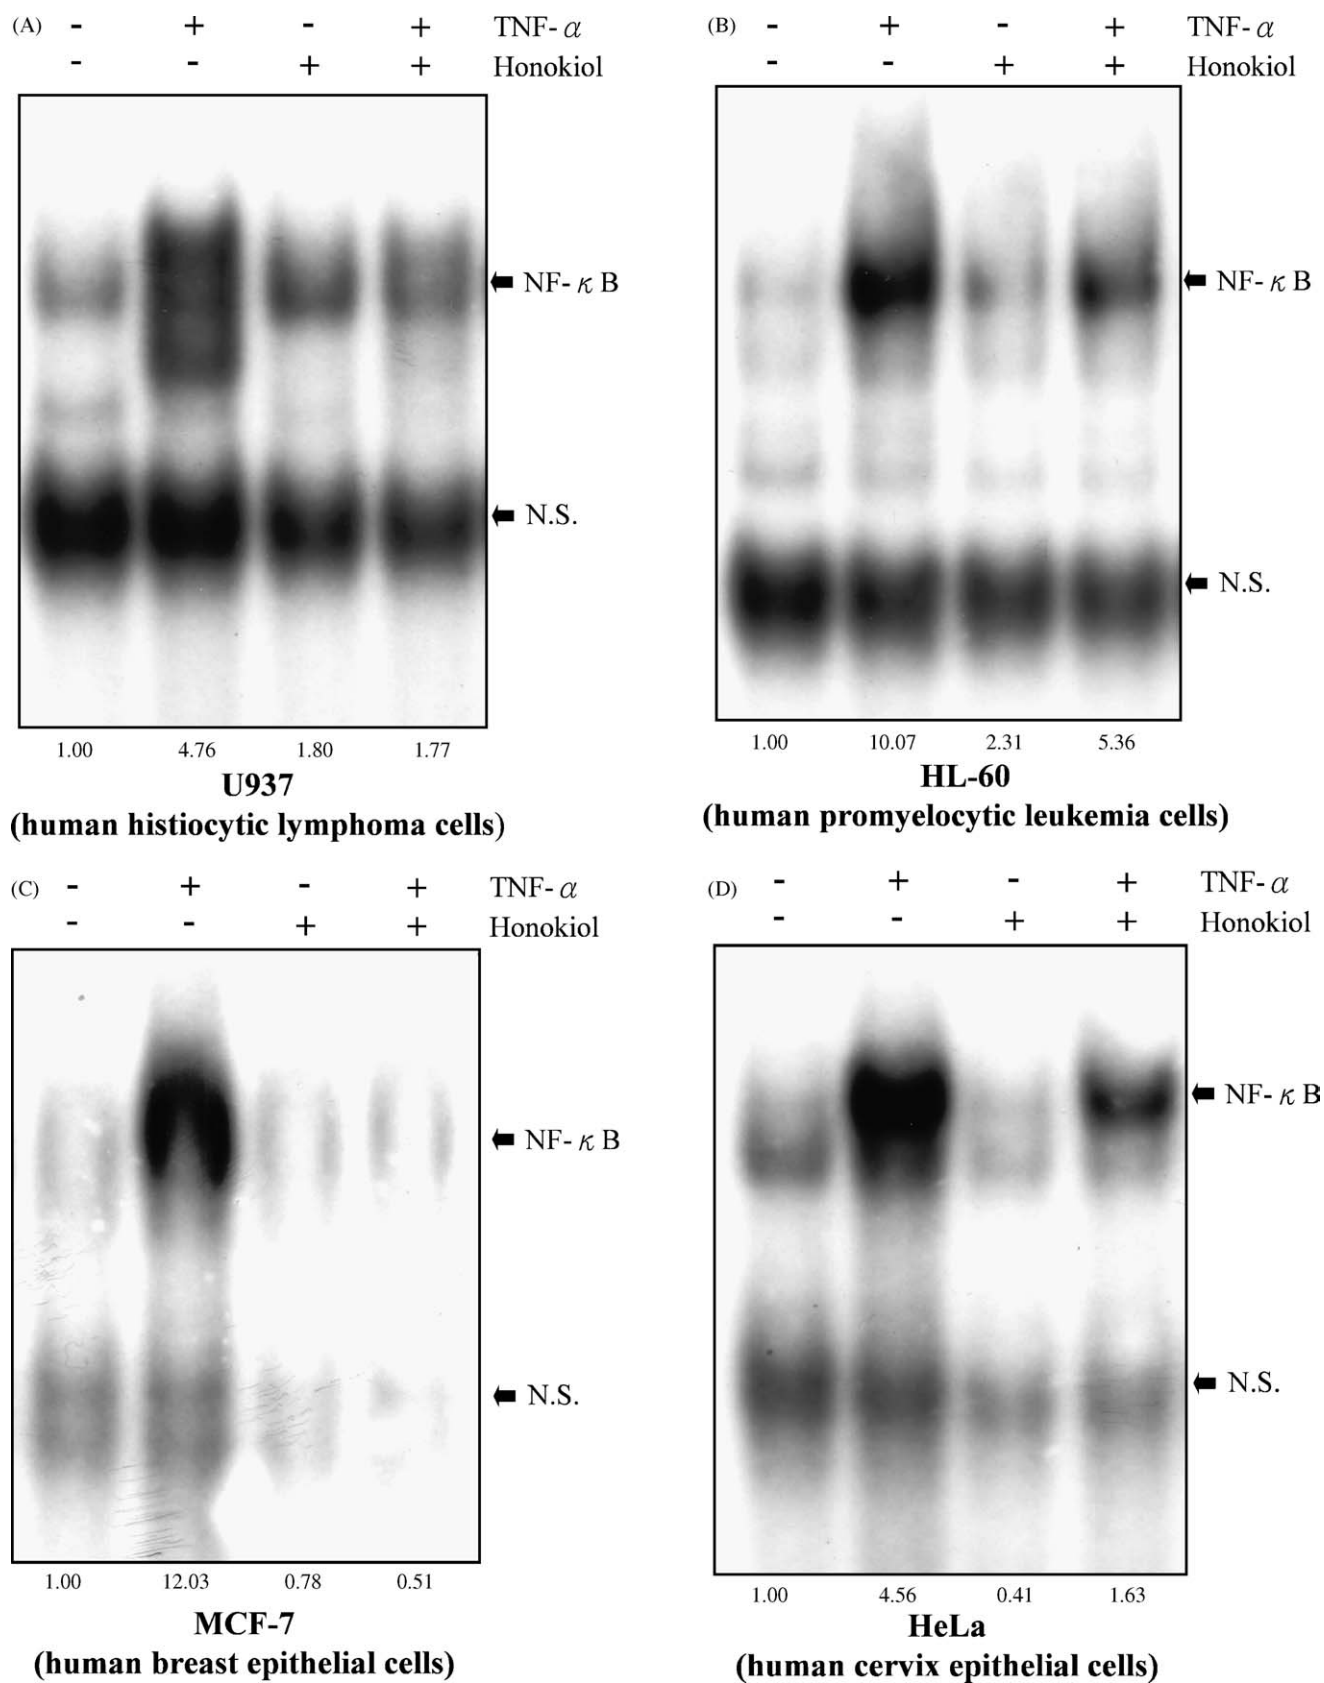 (A) - + - + TNF-α
- - + + Honokiol
NF-κB
N.S.
1.00 4.76 1.80 1.77
U937
(human histiocytic lymphoma cells)
(B) - + - + TNF-α
- - + + Honokiol
NF-κB
N.S.
1.00 10.07 2.31 5.36
HL-60
(human promyelocytic leukemia cells)
(C) - + - + TNF-α
- - + + Honokiol
NF-κB
N.S.
1.00 12.03 0.78 0.51
MCF-7
(human breast epithelial cells)
(D) - + - + TNF-α
- - + + Honokiol
NF-κB
N.S.
1.00 4.56 0.41 1.63
HeLa
(human cervix epithelial cells)